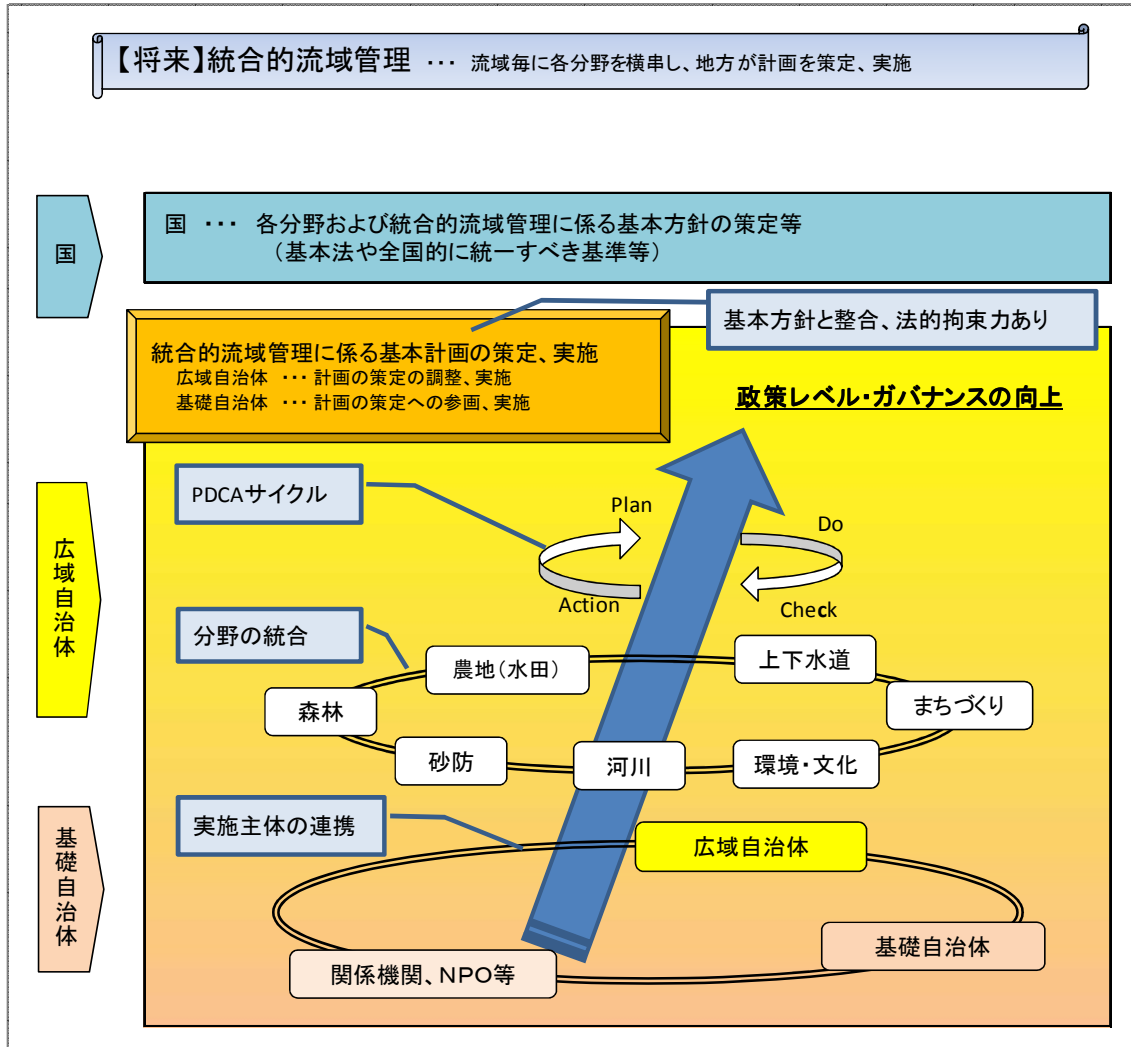 【将来】統合的流域管理 ･･･ 流域毎に各分野を横串し、地方が計画を策定、実施
国
国 ･･･ 各分野および統合的流域管理に係る基本方針の策定等
（基本法や全国的に統一すべき基準等）
基本方針と整合、法的拘束力あり
統合的流域管理に係る基本計画の策定、実施
広域自治体 ･･･ 計画の策定の調整、実施
基礎自治体 ･･･ 計画の策定への参画、実施
政策レベル・ガバナンスの向上
PDCAサイクル
Plan
Do
Action
Check
広域自治体
分野の統合
農地（水田）
上下水道
森林
まちづくり
砂防
河川
環境・文化
基礎自治体
実施主体の連携
広域自治体
基礎自治体
関係機関、NPO等